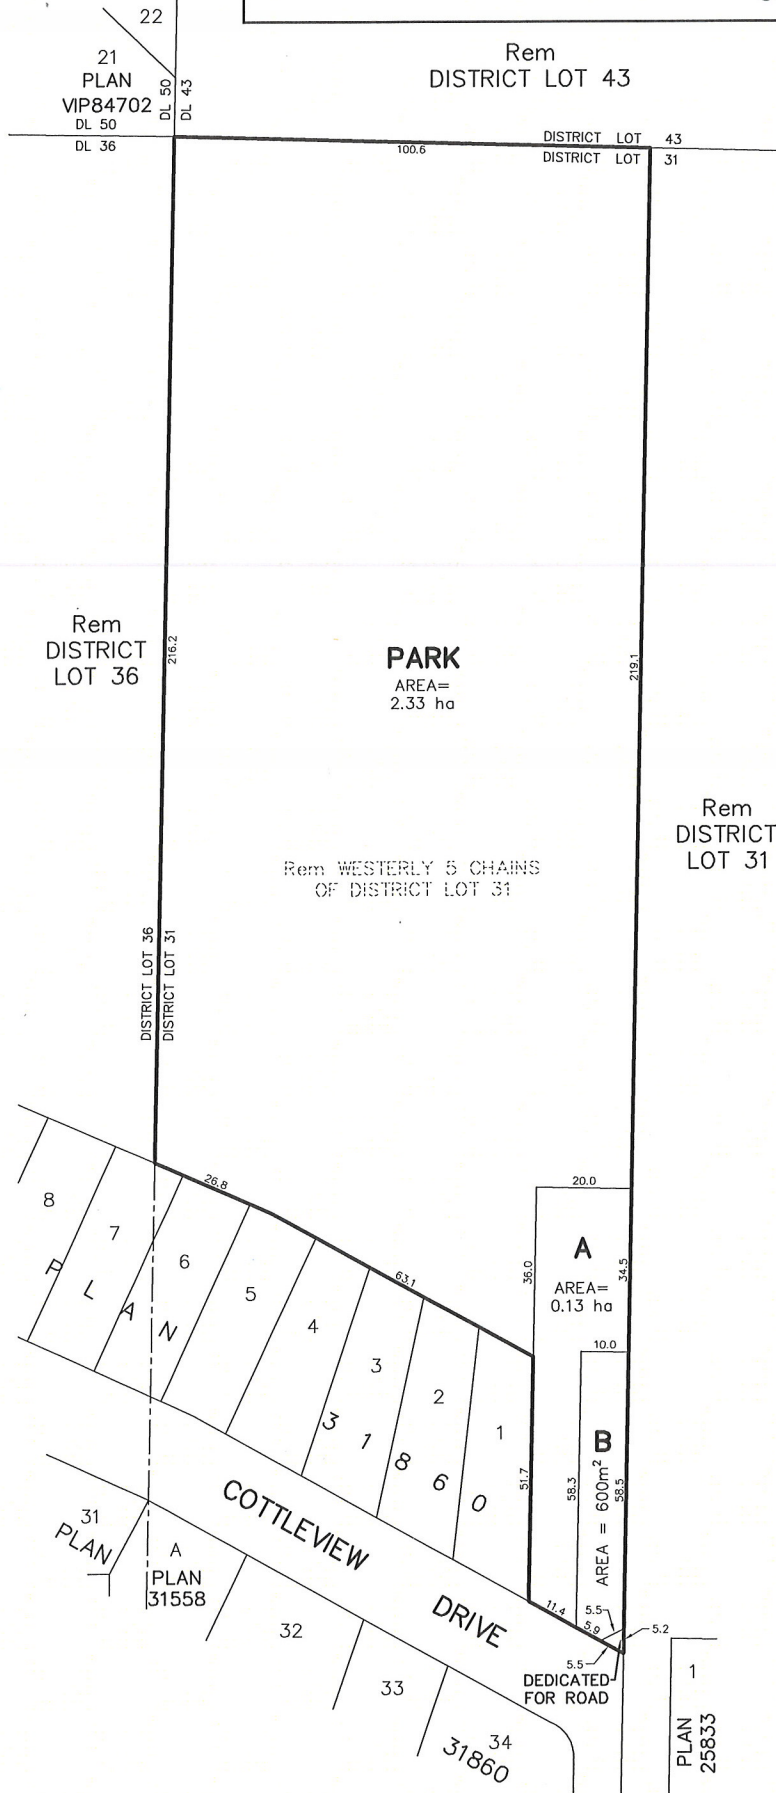 22
21
PLAN
VIP84702
DL 50
DL 43
DL 50
DL 36
Rem
DISTRICT LOT 43
DISTRICT LOT 43
DISTRICT LOT 31
100.6
Rem
DISTRICT
LOT 36
216.2
PARK
AREA=
2.33 ha
219.1
Rem
DISTRICT
LOT 31
Rem WESTERLY 5 CHAINS
OF DISTRICT LOT 31
DISTRICT LOT 36
DISTRICT LOT 31
26.8
20.0
8
7
6
5
4
3
2
1
PLAN
31860
63.1
36.0
A
AREA=
0.13 ha
34.5
10.0
B
AREA = 600m²
51.7
58.3
58.5
COTTLEVIEW DRIVE
31
PLAN
A
PLAN
31558
32
33
34
31860
11.4
5.9
5.5
5.2
5.5
DEDICATED
FOR ROAD
1
PLAN
25833